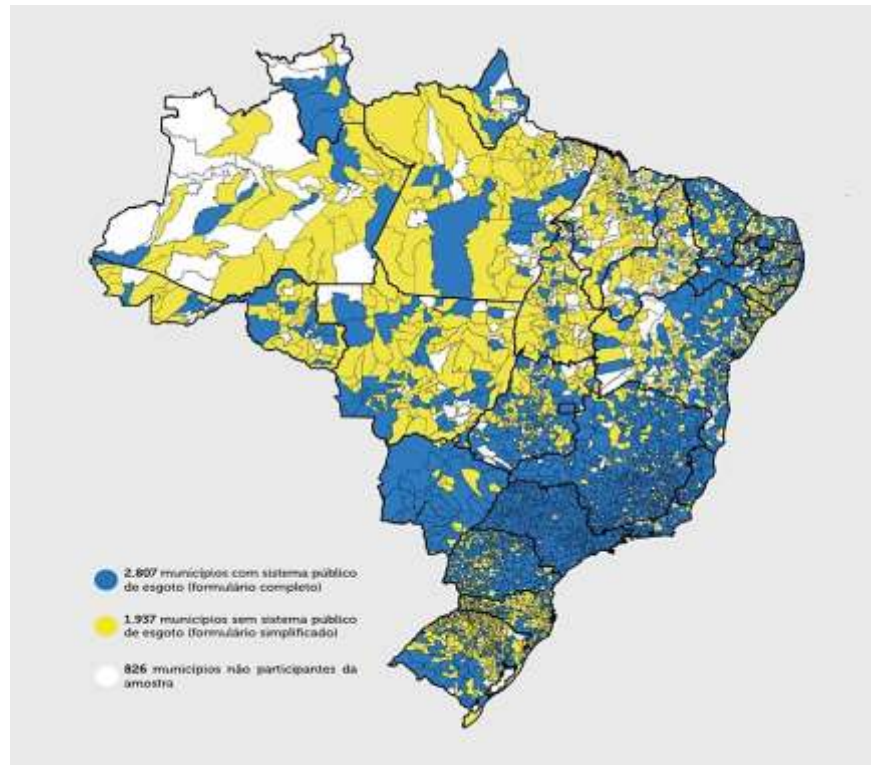 2.807 municípios com sistema público
de esgoto (formulário completo)
1.937 municípios sem sistema público
de esgoto (formulário simplificado)
826 municípios não participantes da
amostra